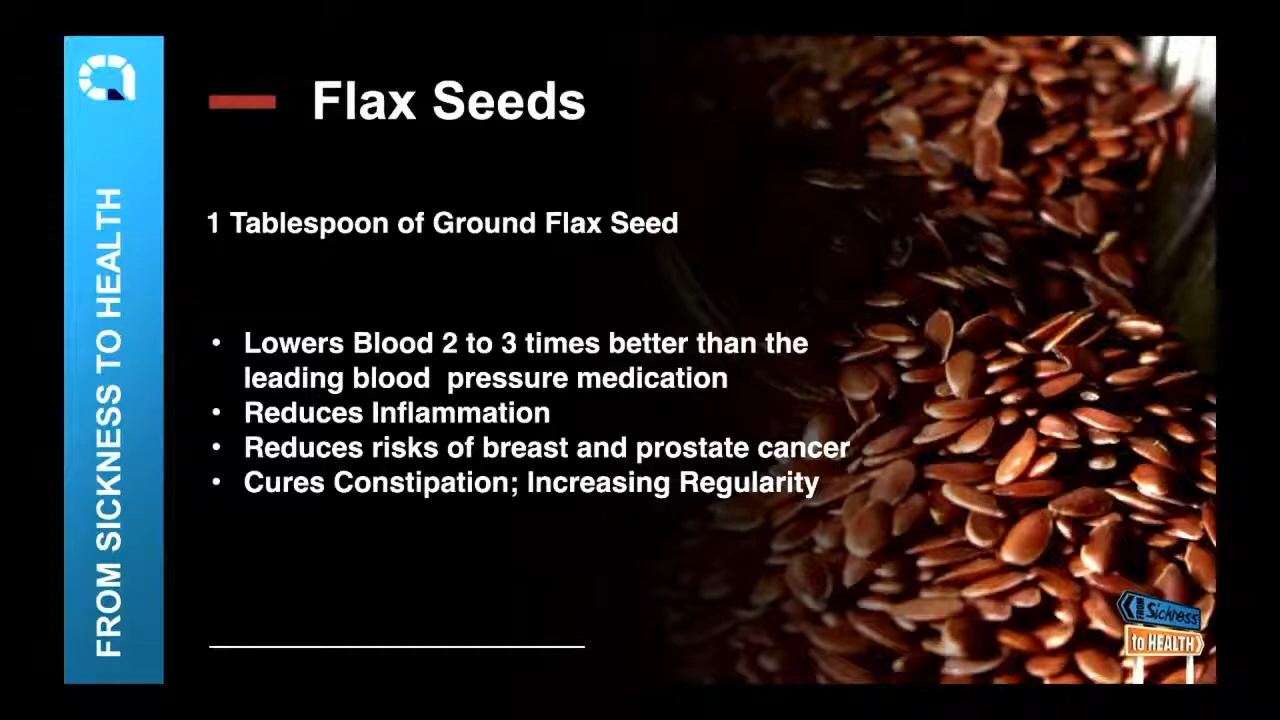 FROM SICKNESS TO HEALTH
Flax Seeds
1 Tablespoon of Ground Flax Seed
• Lowers Blood 2 to 3 times better than the
leading blood  pressure medication
• Reduces Inflammation
• Reduces risks of breast and prostate cancer
• Cures Constipation; Increasing Regularity
FROM Sickness
to HEALTH